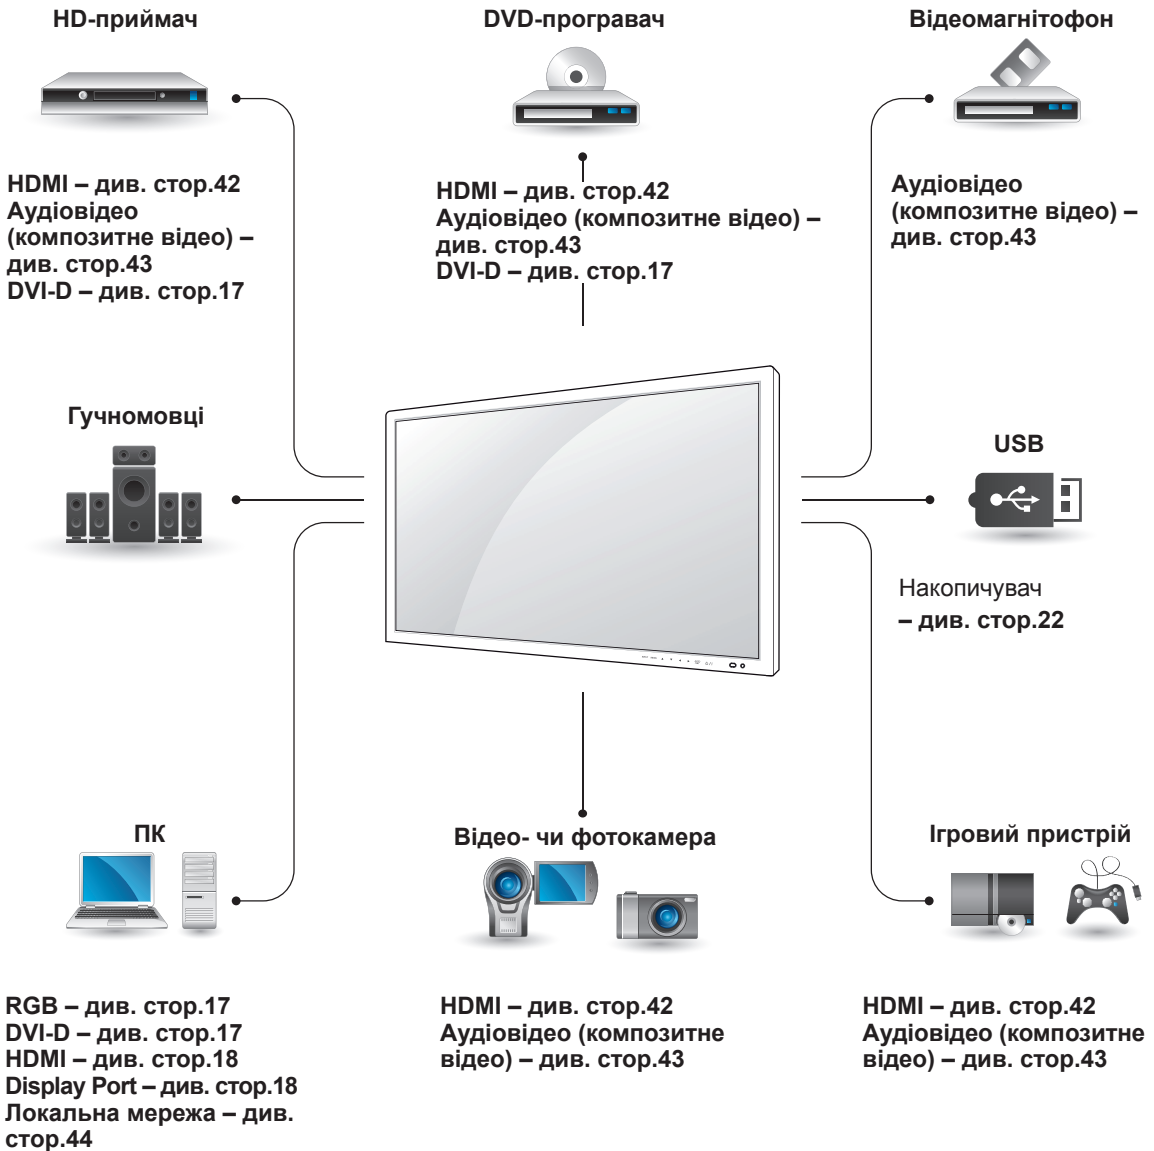 HD-приймач
DVD-програвач
Відеомагнітофон
HDMI – див. стор.42
Аудіовідео
(композитне відео) –
див. стор.43
DVI-D – див. стор.17
HDMI – див. стор.42
Аудіовідео (композитне відео) –
див. стор.43
DVI-D – див. стор.17
Аудіовідео
(композитне відео) –
див. стор.43
Гучномовці
USB
Накопичувач
– див. стор.22
ПК
Відео- чи фотокамера
Ігровий пристрій
RGB – див. стор.17
DVI-D – див. стор.17
HDMI – див. стор.18
Display Port – див. стор.18
Локальна мережа – див.
стор.44
HDMI – див. стор.42
Аудіовідео (композитне
відео) – див. стор.43
HDMI – див. стор.42
Аудіовідео (композитне
відео) – див. стор.43